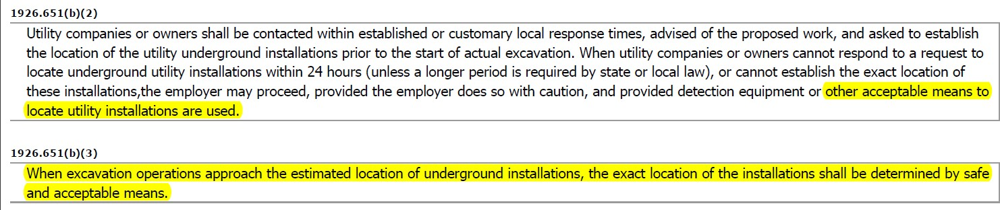 1926.651(b)(2)
Utility companies or owners shall be contacted within established or customary local response times, advised of the proposed work, and asked to establish
the location of the utility underground installations prior to the start of actual excavation. When utility companies or owners cannot respond to a request to
locate underground utility installations within 24 hours (unless a longer period is required by state or local law), or cannot establish the exact location of
these installations,the employer may proceed, provided the employer does so with caution, and provided detection equipment or other acceptable means to
locate utility installations are used.
1926.651(b)(3)
When excavation operations approach the estimated location of underground installations, the exact location of the installations shall be determined by safe
and acceptable means.